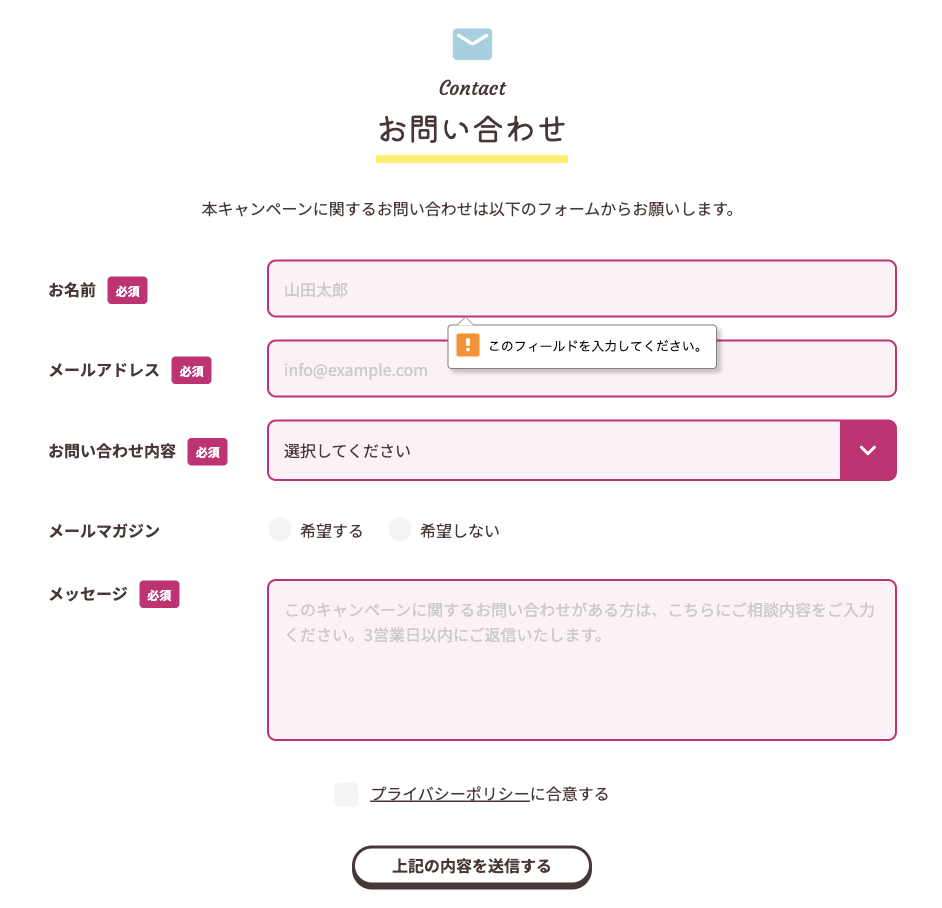 Contact
お問い合わせ
本キャンペーンに関するお問い合わせは以下のフォームからお願いします。
お名前 必須
山田太郎
このフィールドを入力してください。
メールアドレス 必須
info@example.com
お問い合わせ内容 必須
選択してください
メールマガジン
希望する 希望しない
メッセージ 必須
このキャンペーンに関するお問い合わせがある方は、こちらにご相談内容をご入力
ください。3営業日以内にご返信いたします。
プライバシーポリシーに合意する
上記の内容を送信する